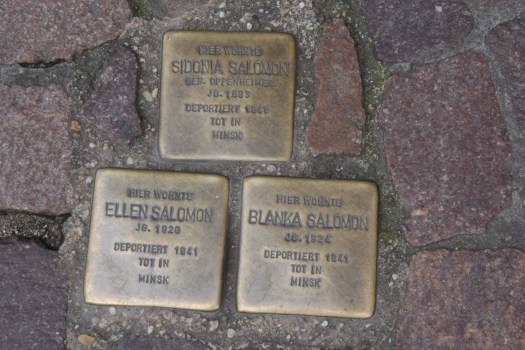 HIER WOHNTE
SIDONIA SALOMON
GEB. OPPENHEIMER
JG. 1883
DEPORTIERT 1941
TOT IN
MINSK
HIER WOHNTE
ELLEN SALOMON
JG. 1920
DEPORTIERT 1941
TOT IN
MINSK
HIER WOHNTE
BLANKA SALOMON
JG. 1924
DEPORTIERT 1941
TOT IN
MINSK